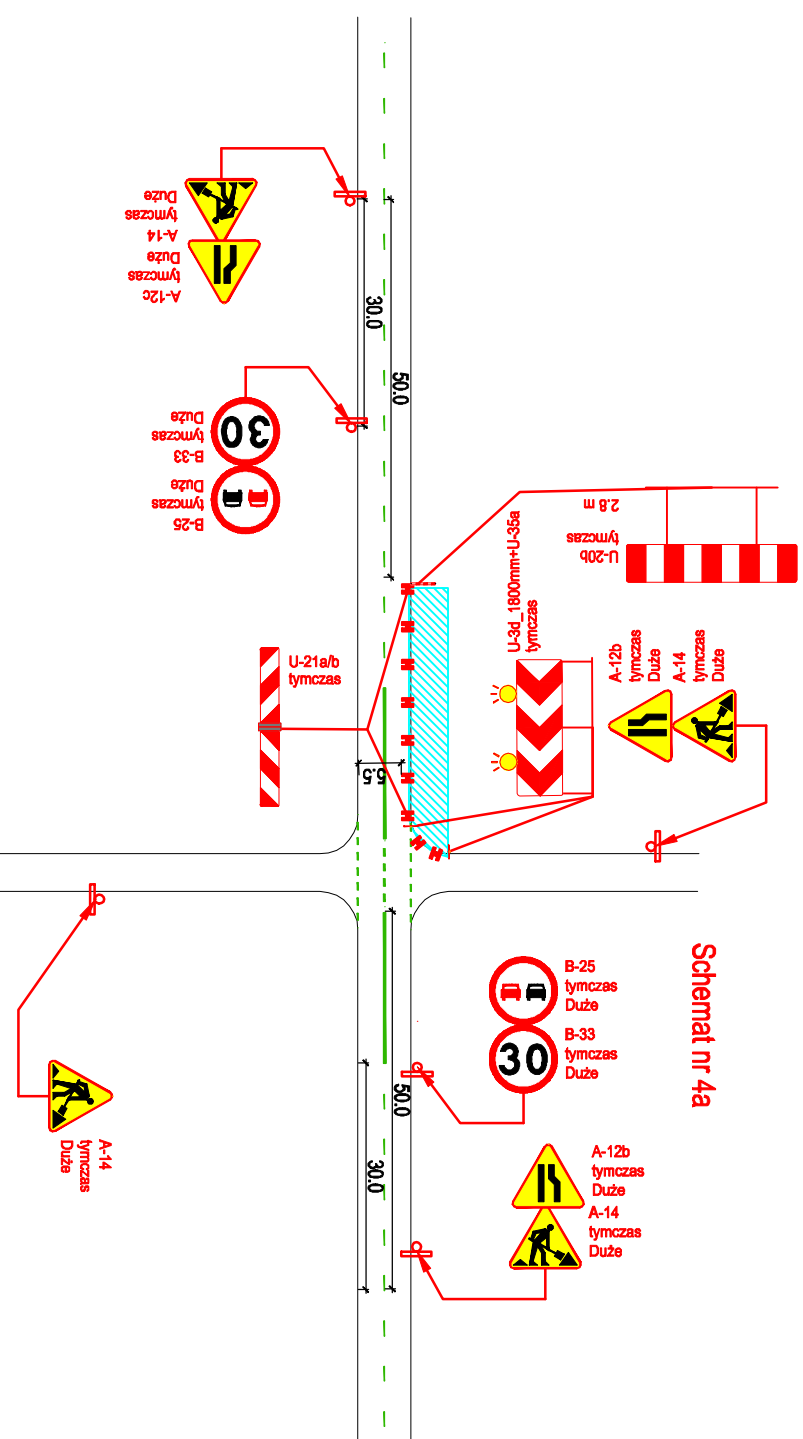 A-14
tymczas
Duże
A-12c
tymczas
Duże
30.0
50.0
30
B-33
tymczas
Duże
B-25
tymczas
Duże
2.8 m
U-20b
tymczas
U-3d_1800mm+U-35a
tymczas
U-21a/b
tymczas
A-12b
tymczas
Duże
A-14
tymczas
Duże
5.5
Schemat nr 4a
B-25
tymczas
Duże
B-33
tymczas
Duże
30
50.0
30.0
A-14
tymczas
Duże
A-12b
tymczas
Duże
A-14
tymczas
Duże